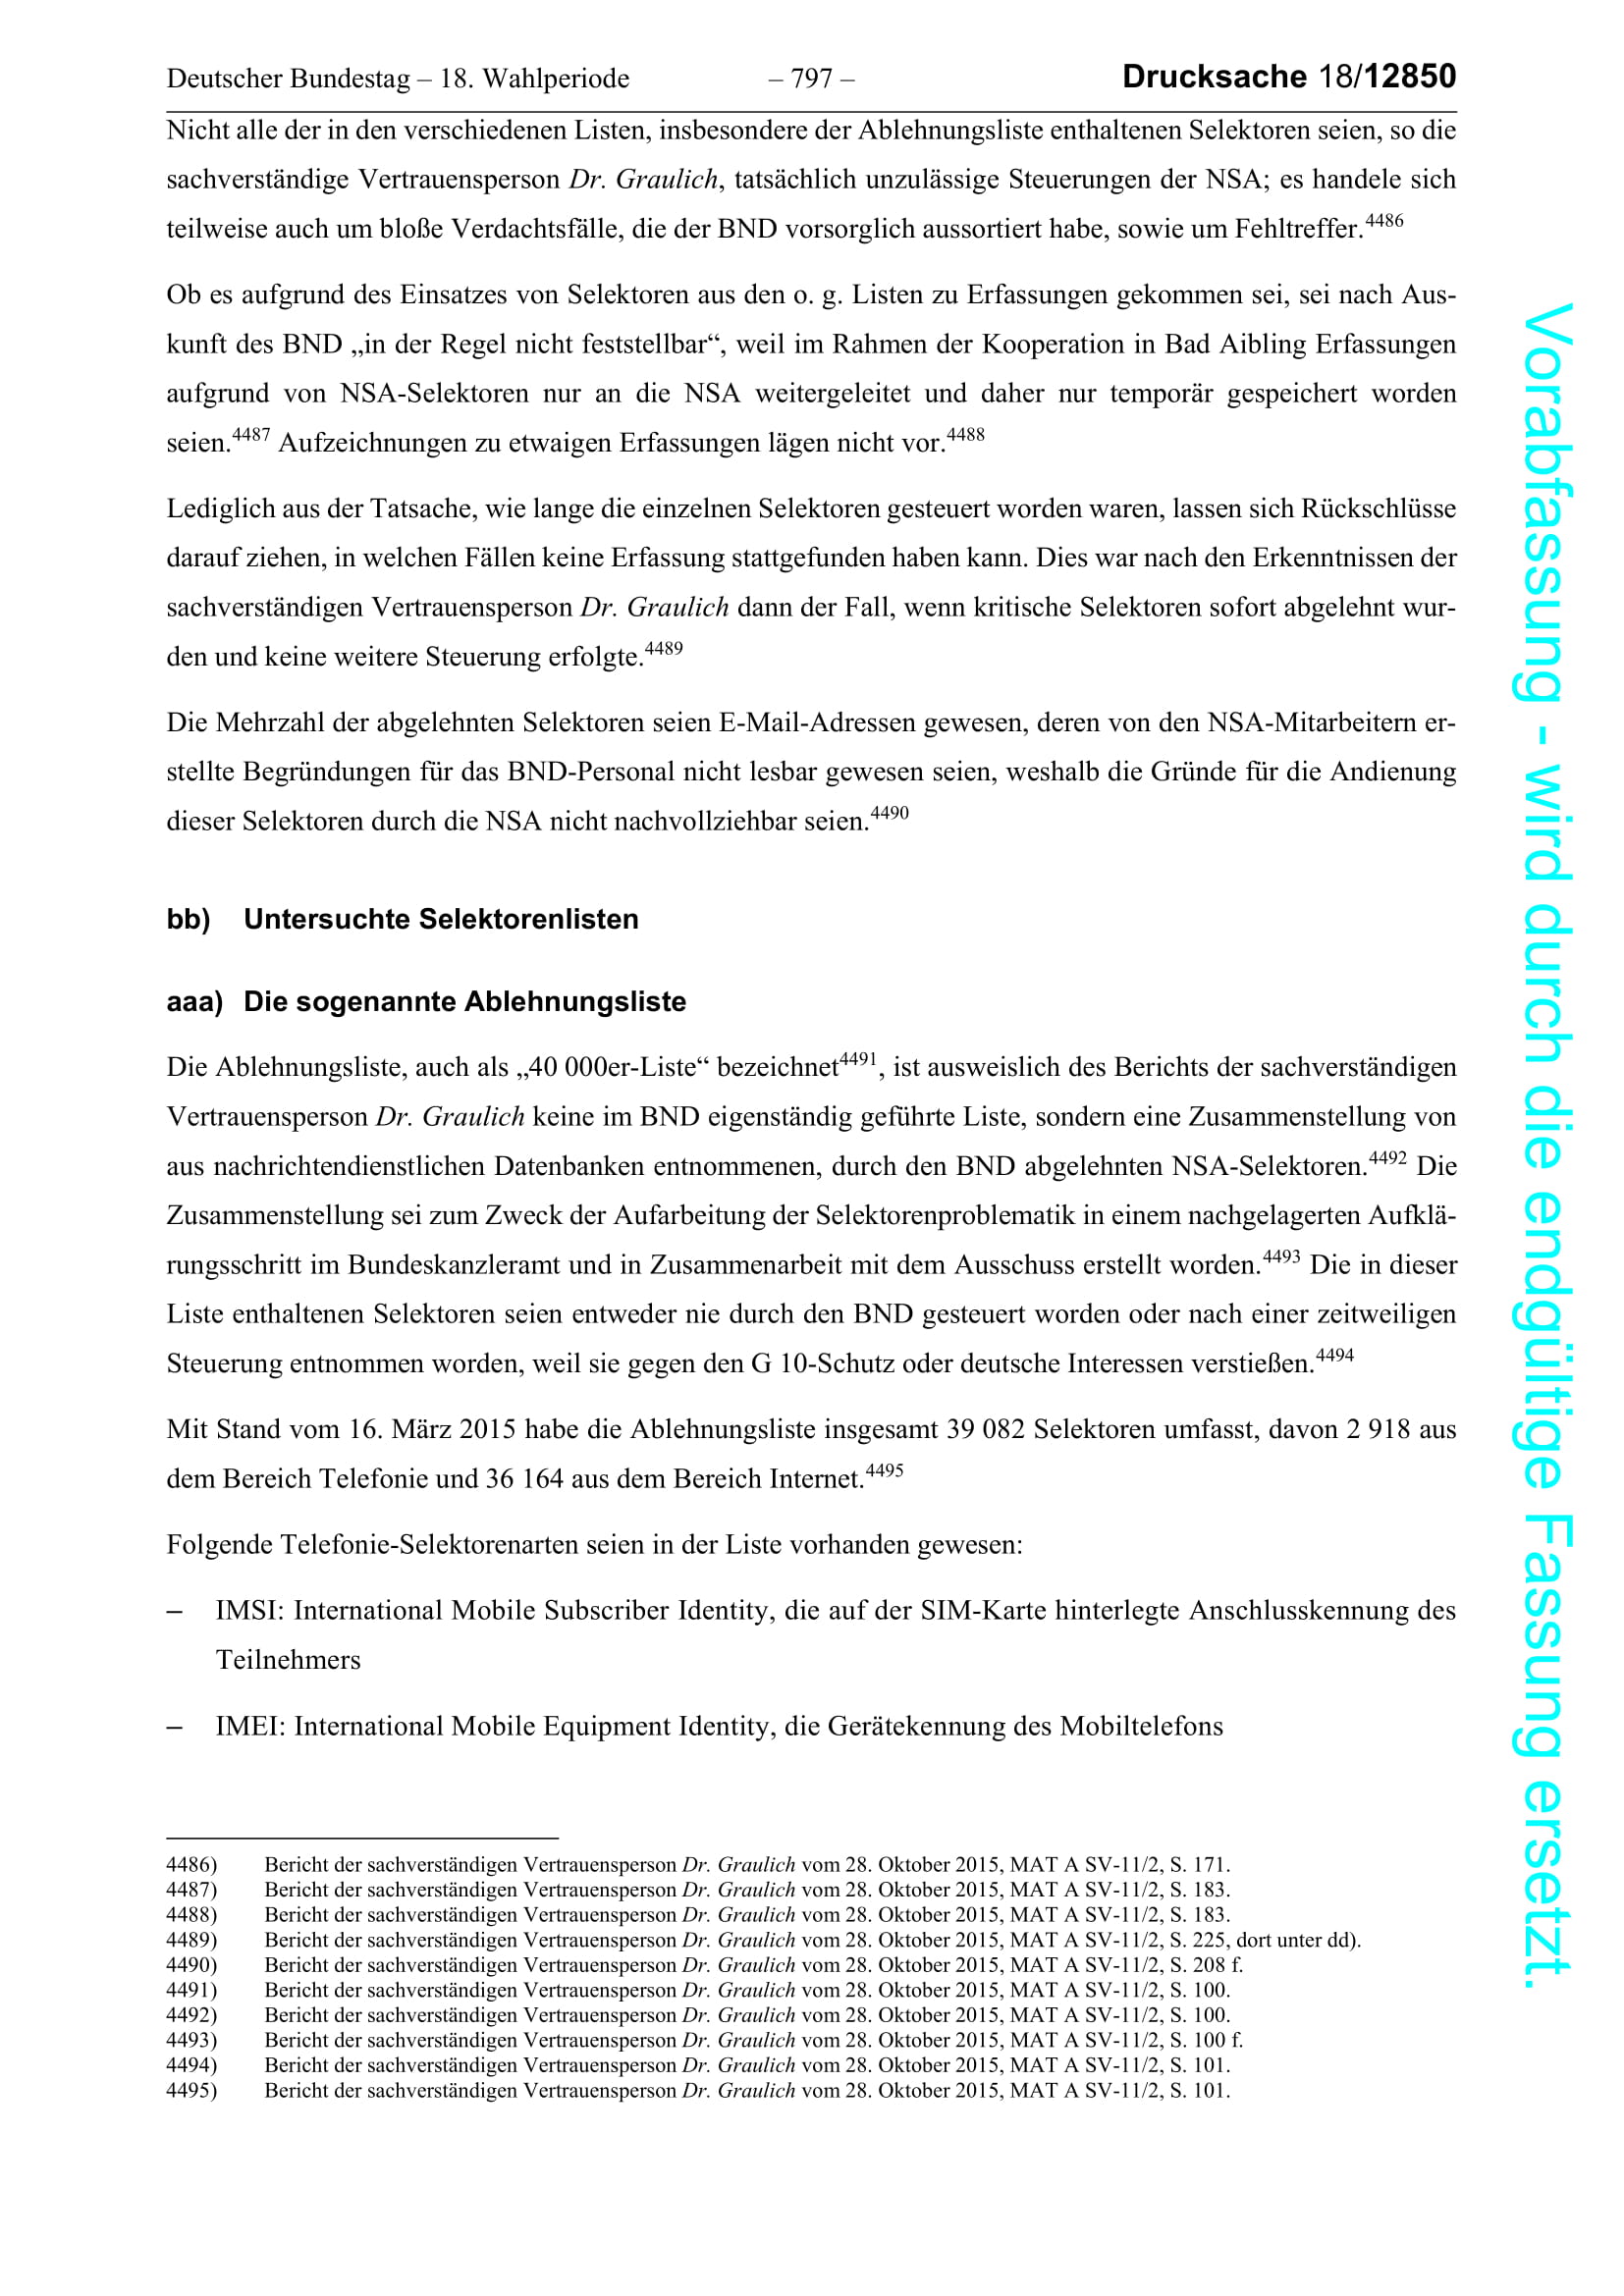 Deutscher Bundestag – 18. Wahlperiode – 797 – Drucksache 18/12850
Nicht alle der in den verschiedenen Listen, insbesondere der Ablehnungsliste enthaltenen Selektoren seien, so die
sachverständige Vertrauensperson Dr. Graulich, tatsächlich unzulässige Steuerungen der NSA; es handele sich
teilweise auch um bloße Verdachtsfälle, die der BND vorsorglich aussortiert habe, sowie um Fehltreffer.4486
Ob es aufgrund des Einsatzes von Selektoren aus den o. g. Listen zu Erfassungen gekommen sei, sei nach Aus-
kunft des BND „in der Regel nicht feststellbar“, weil im Rahmen der Kooperation in Bad Aibling Erfassungen
aufgrund von NSA-Selektoren nur an die NSA weitergeleitet und daher nur temporär gespeichert worden
seien.4487 Aufzeichnungen zu etwaigen Erfassungen lägen nicht vor.4488
Lediglich aus der Tatsache, wie lange die einzelnen Selektoren gesteuert worden waren, lassen sich Rückschlüsse
darauf ziehen, in welchen Fällen keine Erfassung stattgefunden haben kann. Dies war nach den Erkenntnissen der
sachverständigen Vertrauensperson Dr. Graulich dann der Fall, wenn kritische Selektoren sofort abgelehnt wur-
den und keine weitere Steuerung erfolgte.4489
Die Mehrzahl der abgelehnten Selektoren seien E-Mail-Adressen gewesen, deren von den NSA-Mitarbeitern er-
stellte Begründungen für das BND-Personal nicht lesbar gewesen seien, weshalb die Gründe für die Andienung
dieser Selektoren durch die NSA nicht nachvollziehbar seien.4490
bb) Untersuchte Selektorenlisten
aaa) Die sogenannte Ablehnungsliste
Die Ablehnungsliste, auch als „40 000er-Liste“ bezeichnet4491, ist ausweislich des Berichts der sachverständigen
Vertrauensperson Dr. Graulich keine im BND eigenständig geführte Liste, sondern eine Zusammenstellung von
aus nachrichtendienstlichen Datenbanken entnommenen, durch den BND abgelehnten NSA-Selektoren.4492 Die
Zusammenstellung sei zum Zweck der Aufarbeitung der Selektorenproblematik in einem nachgelagerten Aufklä-
rungsschritt im Bundeskanzleramt und in Zusammenarbeit mit dem Ausschuss erstellt worden.4493 Die in dieser
Liste enthaltenen Selektoren seien entweder nie durch den BND gesteuert worden oder nach einer zeitweiligen
Steuerung entnommen worden, weil sie gegen den G 10-Schutz oder deutsche Interessen verstießen.4494
Mit Stand vom 16. März 2015 habe die Ablehnungsliste insgesamt 39 082 Selektoren umfasst, davon 2 918 aus
dem Bereich Telefonie und 36 164 aus dem Bereich Internet.4495
Folgende Telefonie-Selektorenarten seien in der Liste vorhanden gewesen:
– IMSI: International Mobile Subscriber Identity, die auf der SIM-Karte hinterlegte Anschlusskennung des
Teilnehmers
– IMEI: International Mobile Equipment Identity, die Gerätekennung des Mobiltelefons
4486) Bericht der sachverständigen Vertrauensperson Dr. Graulich vom 28. Oktober 2015, MAT A SV-11/2, S. 171.
4487) Bericht der sachverständigen Vertrauensperson Dr. Graulich vom 28. Oktober 2015, MAT A SV-11/2, S. 183.
4488) Bericht der sachverständigen Vertrauensperson Dr. Graulich vom 28. Oktober 2015, MAT A SV-11/2, S. 183.
4489) Bericht der sachverständigen Vertrauensperson Dr. Graulich vom 28. Oktober 2015, MAT A SV-11/2, S. 225, dort unter dd).
4490) Bericht der sachverständigen Vertrauensperson Dr. Graulich vom 28. Oktober 2015, MAT A SV-11/2, S. 208 f.
4491) Bericht der sachverständigen Vertrauensperson Dr. Graulich vom 28. Oktober 2015, MAT A SV-11/2, S. 100.
4492) Bericht der sachverständigen Vertrauensperson Dr. Graulich vom 28. Oktober 2015, MAT A SV-11/2, S. 100.
4493) Bericht der sachverständigen Vertrauensperson Dr. Graulich vom 28. Oktober 2015, MAT A SV-11/2, S. 100 f.
4494) Bericht der sachverständigen Vertrauensperson Dr. Graulich vom 28. Oktober 2015, MAT A SV-11/2, S. 101.
4495) Bericht der sachverständigen Vertrauensperson Dr. Graulich vom 28. Oktober 2015, MAT A SV-11/2, S. 101.
Vorabfassung - wird durch die endgültige Fassung ersetzt.